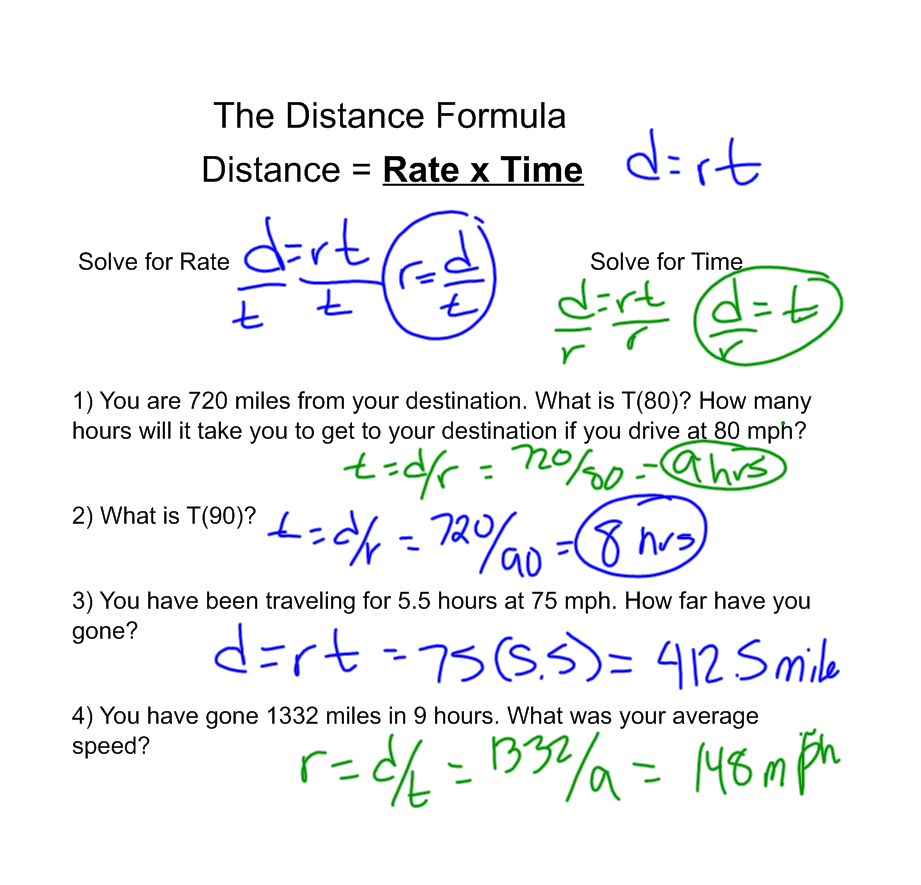 The Distance Formula
Distance = Rate x Time d=rt
Solve for Rate d/t=rt/t r=d/t Solve for Time
d/r=rt/r d/r=t
1) You are 720 miles from your destination. What is T(80)? How many
hours will it take you to get to your destination if you drive at 80 mph?
t=d/r = 720/80 = 9hrs
2) What is T(90)? t=d/r = 720/90 = 8 hrs
3) You have been traveling for 5.5 hours at 75 mph. How far have you
gone?
d=rt = 75(5.5)= 412.5 mile
4) You have gone 1332 miles in 9 hours. What was your average
speed?
r=d/t = 1332/9 = 148 mph